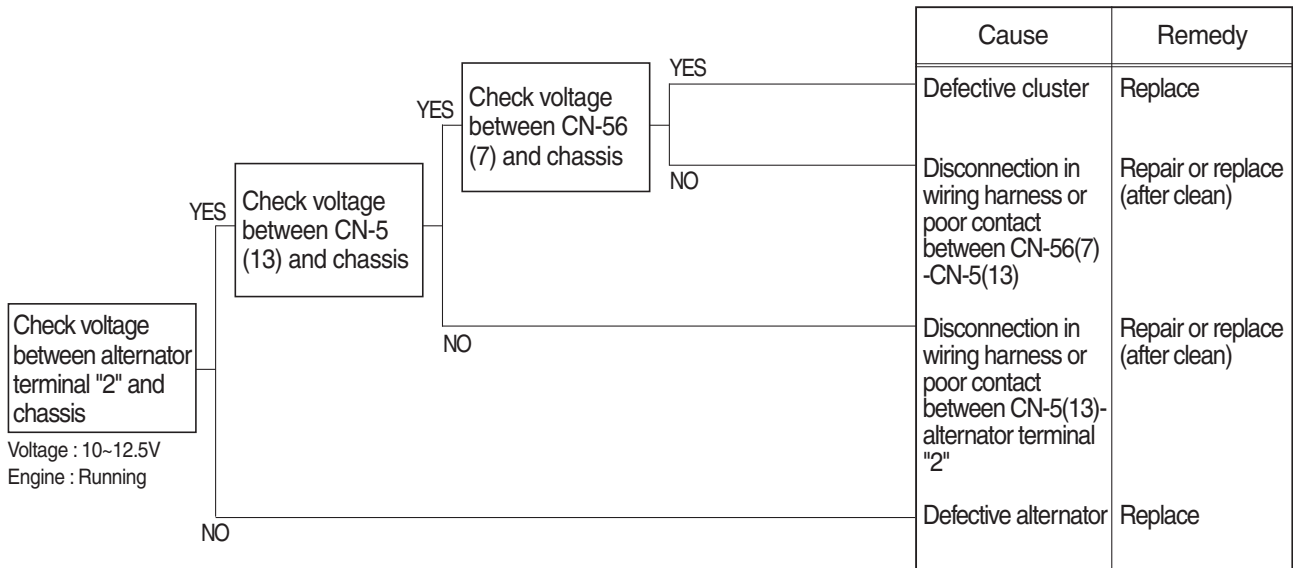 Cause
Remedy
YES
Defective cluster
Replace
YES
Check voltage
between CN-56
(7) and chassis
NO
Disconnection in
wiring harness or
poor contact
between CN-56(7)
-CN-5(13)
Repair or replace
(after clean)
YES
Check voltage
between CN-5
(13) and chassis
NO
Disconnection in
wiring harness or
poor contact
between CN-5(13)-
alternator terminal
"2"
Repair or replace
(after clean)
Check voltage
between alternator
terminal "2" and
chassis
Voltage : 10~12.5V
Engine : Running
NO
Defective alternator
Replace